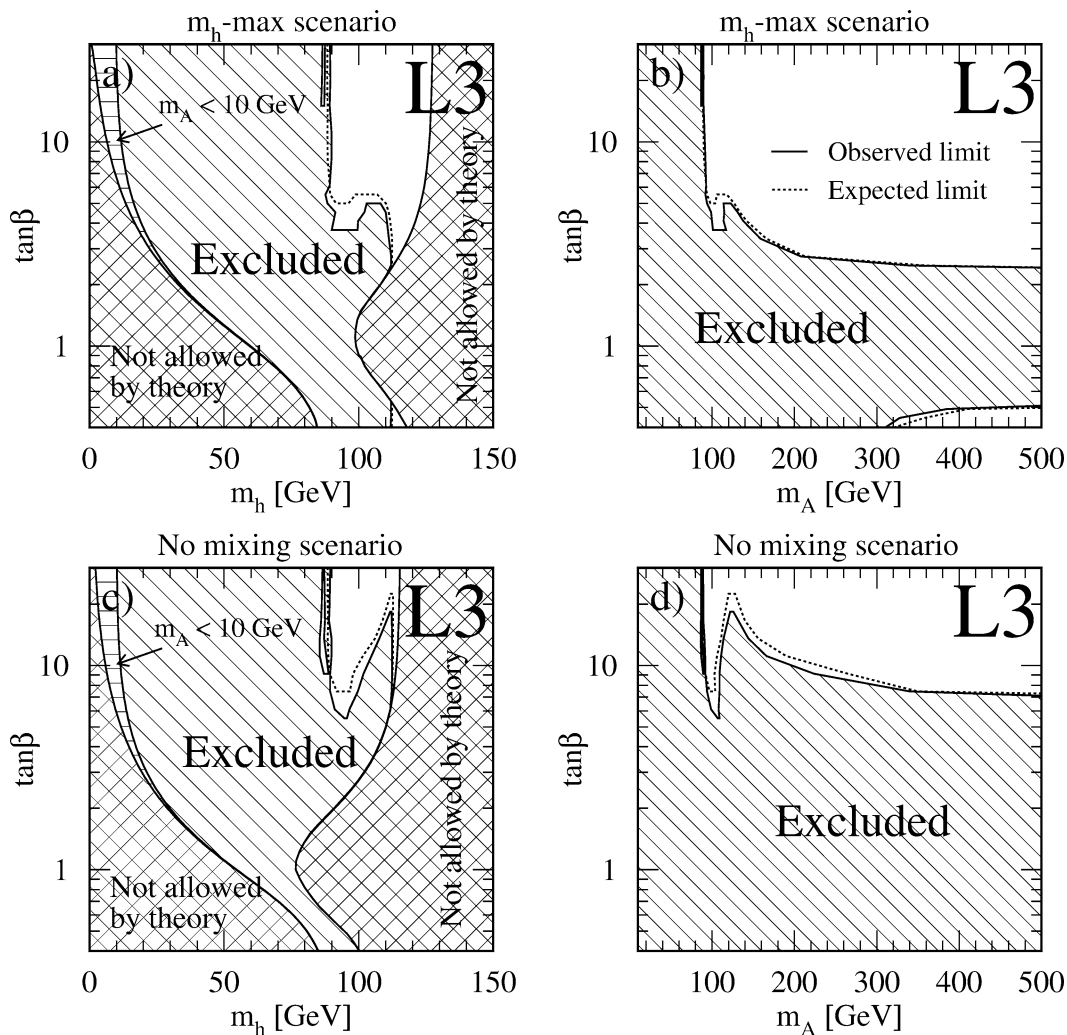 m_h-max scenario
a)
L3
m_A < 10 GeV
Excluded
Not allowed
by theory
Not allowed by theory
tanβ
10
1
0 50 100 150
m_h [GeV]
m_h-max scenario
b)
L3
Observed limit
Expected limit
Excluded
tanβ
10
1
100 200 300 400 500
m_A [GeV]
No mixing scenario
c)
L3
m_A < 10 GeV
Excluded
Not allowed
by theory
Not allowed by theory
tanβ
10
1
0 50 100 150
m_h [GeV]
No mixing scenario
d)
L3
Excluded
tanβ
10
1
100 200 300 400 500
m_A [GeV]